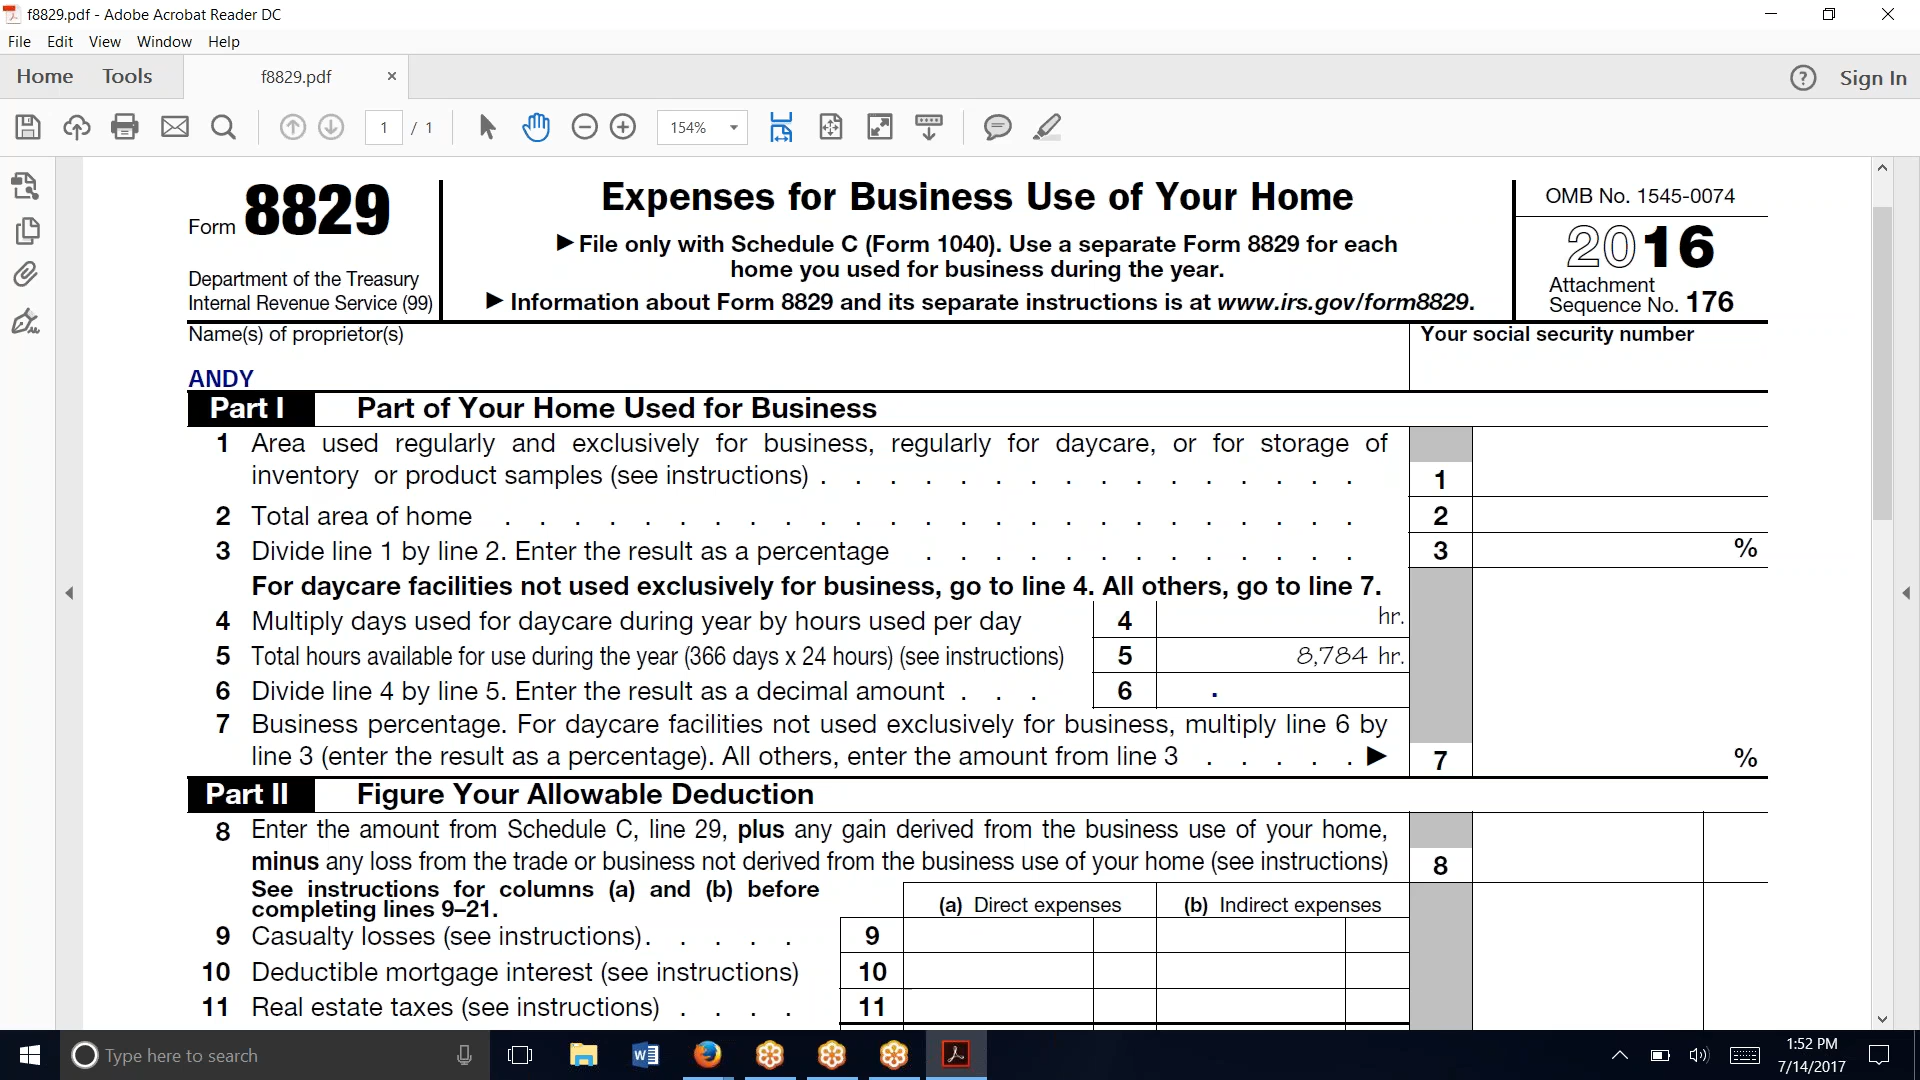 f8829.pdf - Adobe Acrobat Reader DC
File Edit View Window Help
Home Tools f8829.pdf × ? Sign In
1 / 1 154%
Form 8829
Department of the Treasury
Internal Revenue Service (99)
Expenses for Business Use of Your Home
▶ File only with Schedule C (Form 1040). Use a separate Form 8829 for each
home you used for business during the year.
▶ Information about Form 8829 and its separate instructions is at www.irs.gov/form8829.
OMB No. 1545-0074
2016
Attachment
Sequence No. 176
Name(s) of proprietor(s)
Your social security number
ANDY
Part I Part of Your Home Used for Business
1 Area used regularly and exclusively for business, regularly for daycare, or for storage of
inventory or product samples (see instructions) . . . . . . . . . . . . . . . . 1
2 Total area of home . . . . . . . . . . . . . . . . . . . . . . . . . 2
3 Divide line 1 by line 2. Enter the result as a percentage . . . . . . . . . . . . . 3 %
For daycare facilities not used exclusively for business, go to line 4. All others, go to line 7.
4 Multiply days used for daycare during year by hours used per day 4 hr.
5 Total hours available for use during the year (366 days x 24 hours) (see instructions) 5 8,784 hr.
6 Divide line 4 by line 5. Enter the result as a decimal amount . . . 6 .
7 Business percentage. For daycare facilities not used exclusively for business, multiply line 6 by
line 3 (enter the result as a percentage). All others, enter the amount from line 3 . . . . . ▶ 7 %
Part II Figure Your Allowable Deduction
8 Enter the amount from Schedule C, line 29, plus any gain derived from the business use of your home,
minus any loss from the trade or business not derived from the business use of your home (see instructions) 8
See instructions for columns (a) and (b) before
completing lines 9–21.
(a) Direct expenses (b) Indirect expenses
9 Casualty losses (see instructions). . . . . 9
10 Deductible mortgage interest (see instructions) 10
11 Real estate taxes (see instructions) . . . . 11
Type here to search
1:52 PM
7/14/2017